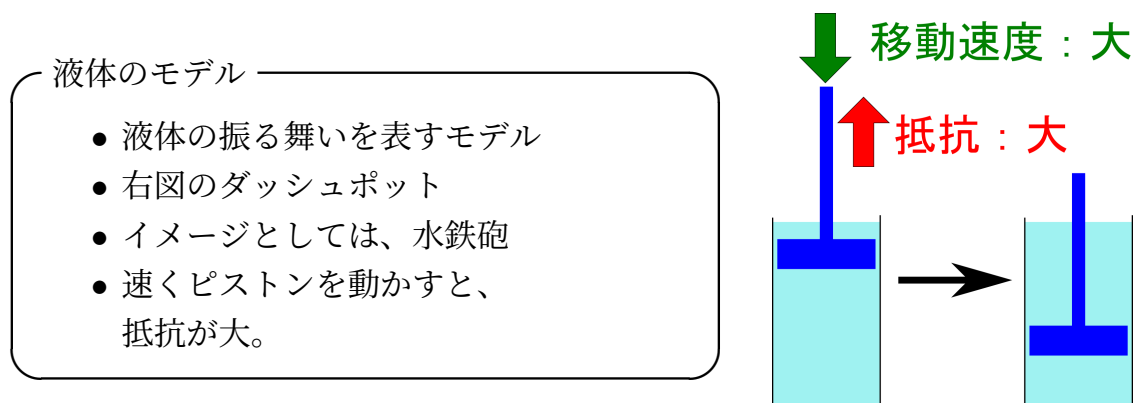 液体のモデル
● 液体の振る舞いを表すモデル
● 右図のダッシュポット
● イメージとしては、水鉄砲
● 速くピストンを動かすと、
抵抗が大。
移動速度：大
抵抗：大